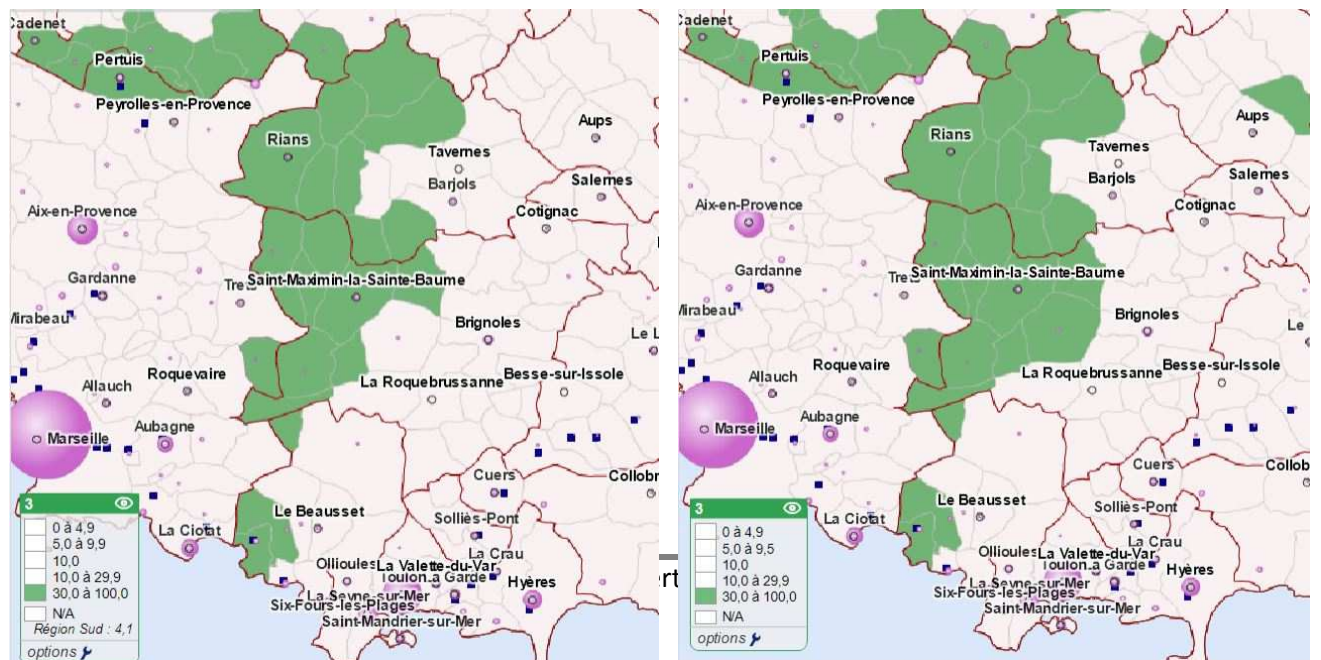 Cadenet
Pertuis
Peyrolles-en-Provence
Rians
Aups
Tavernes
Barjols
Salernes
Aix-en-Provence
Cotignac
Gardanne
Trets
Saint-Maximin-la-Sainte-Baume
Mirabeau
Brignoles
Le L
Roquevaire
Allauch
La Roquebrussanne
Besse-sur-Issole
Marseille
Aubagne
Cuers
Collobr
Le Beausset
Solliès-Pont
La Ciotat
La Crau
Ollioules
La Valette-du-Var
Toulon
La Garde
Hyères
La Seyne-sur-Mer
Six-Fours-les-Plages
Saint-Mandrier-sur-Mer
3
0 à 4,9
5,0 à 9,9
10,0
10,0 à 29,9
30,0 à 100,0
N/A
Région Sud : 4,1
options
ert
Cadenet
Pertuis
Peyrolles-en-Provence
Rians
Aups
Tavernes
Barjols
Salernes
Aix-en-Provence
Cotignac
Gardanne
Trets
Saint-Maximin-la-Sainte-Baume
Mirabeau
Brignoles
Le
Roquevaire
Allauch
La Roquebrussanne
Besse-sur-Issole
Marseille
Aubagne
Cuers
Collob
Le Beausset
Solliès-Pont
La Ciotat
La Crau
Ollioules
La Valette-du-Var
Toulon
La Garde
Hyères
La Seyne-sur-Mer
Six-Fours-les-Plages
Saint-Mandrier-sur-Mer
3
0 à 4,9
5,0 à 9,5
10,0
10,0 à 29,9
30,0 à 100,0
N/A
options